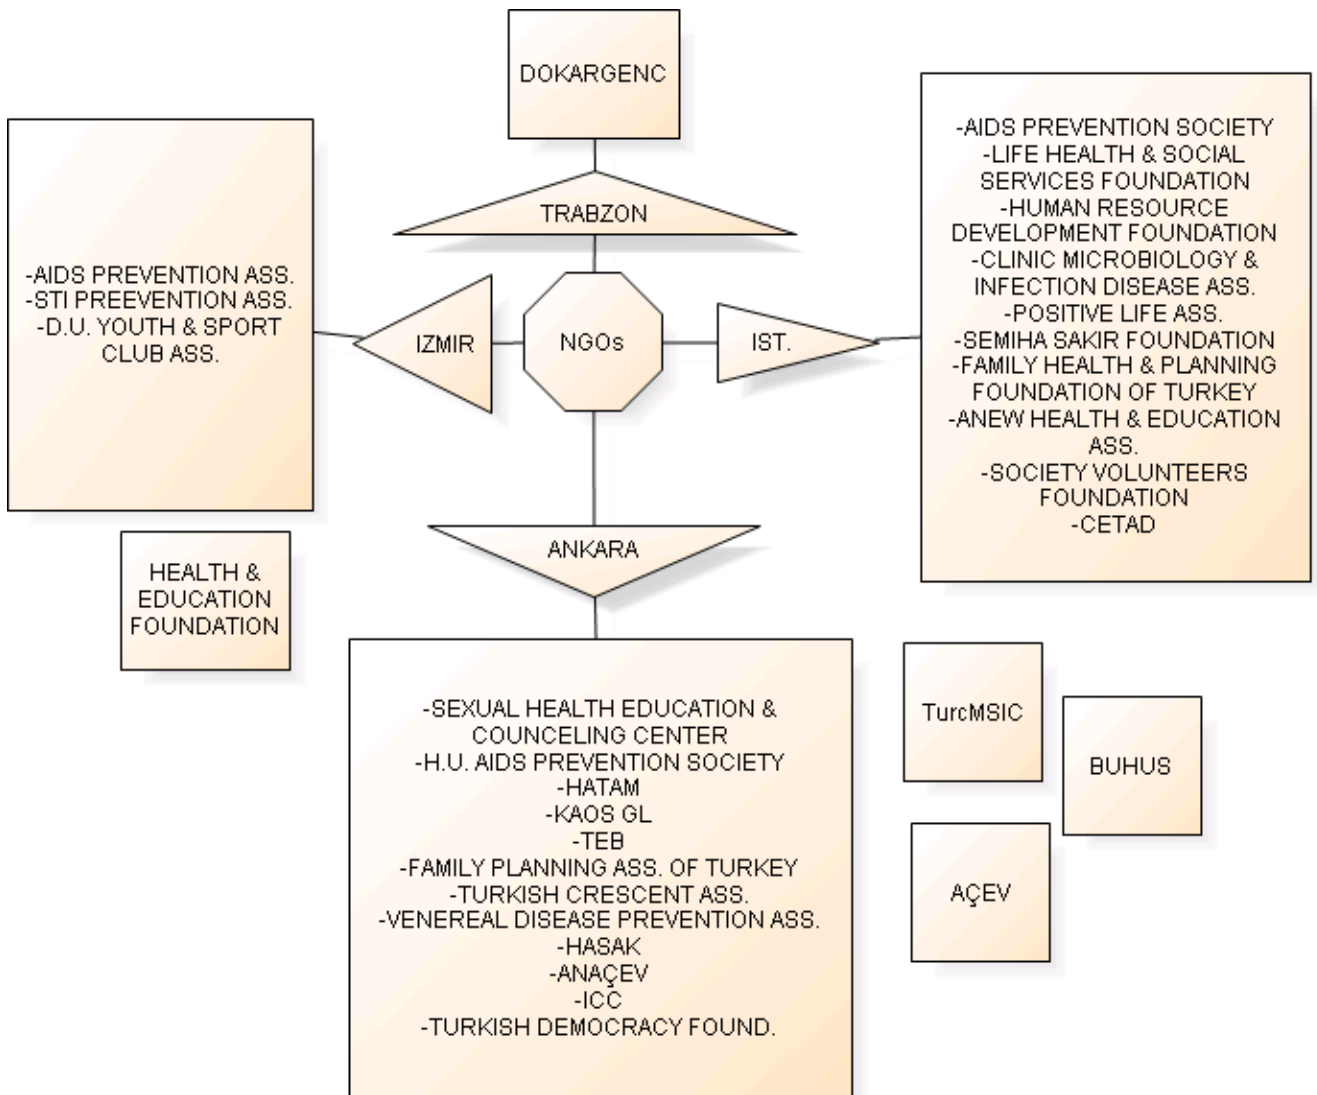 DOKARGENC
TRABZON
-AIDS PREVENTION ASS.
-STI PREEVENTION ASS.
-D.U. YOUTH & SPORT
CLUB ASS.
IZMIR
NGOs
IST.
-AIDS PREVENTION SOCIETY
-LIFE HEALTH & SOCIAL
SERVICES FOUNDATION
-HUMAN RESOURCE
DEVELOPMENT FOUNDATION
-CLINIC MICROBIOLOGY &
INFECTION DISEASE ASS.
-POSITIVE LIFE ASS.
-SEMIHA SAKIR FOUNDATION
-FAMILY HEALTH & PLANNING
FOUNDATION OF TURKEY
-ANEW HEALTH & EDUCATION
ASS.
-SOCIETY VOLUNTEERS
FOUNDATION
-CETAD
ANKARA
HEALTH &
EDUCATION
FOUNDATION
-SEXUAL HEALTH EDUCATION &
COUNCELING CENTER
-H.U. AIDS PREVENTION SOCIETY
-HATAM
-KAOS GL
-TEB
-FAMILY PLANNING ASS. OF TURKEY
-TURKISH CRESCENT ASS.
-VENEREAL DISEASE PREVENTION ASS.
-HASAK
-ANAÇEV
-ICC
-TURKISH DEMOCRACY FOUND.
TurcMSIC
BUHUS
AÇEV